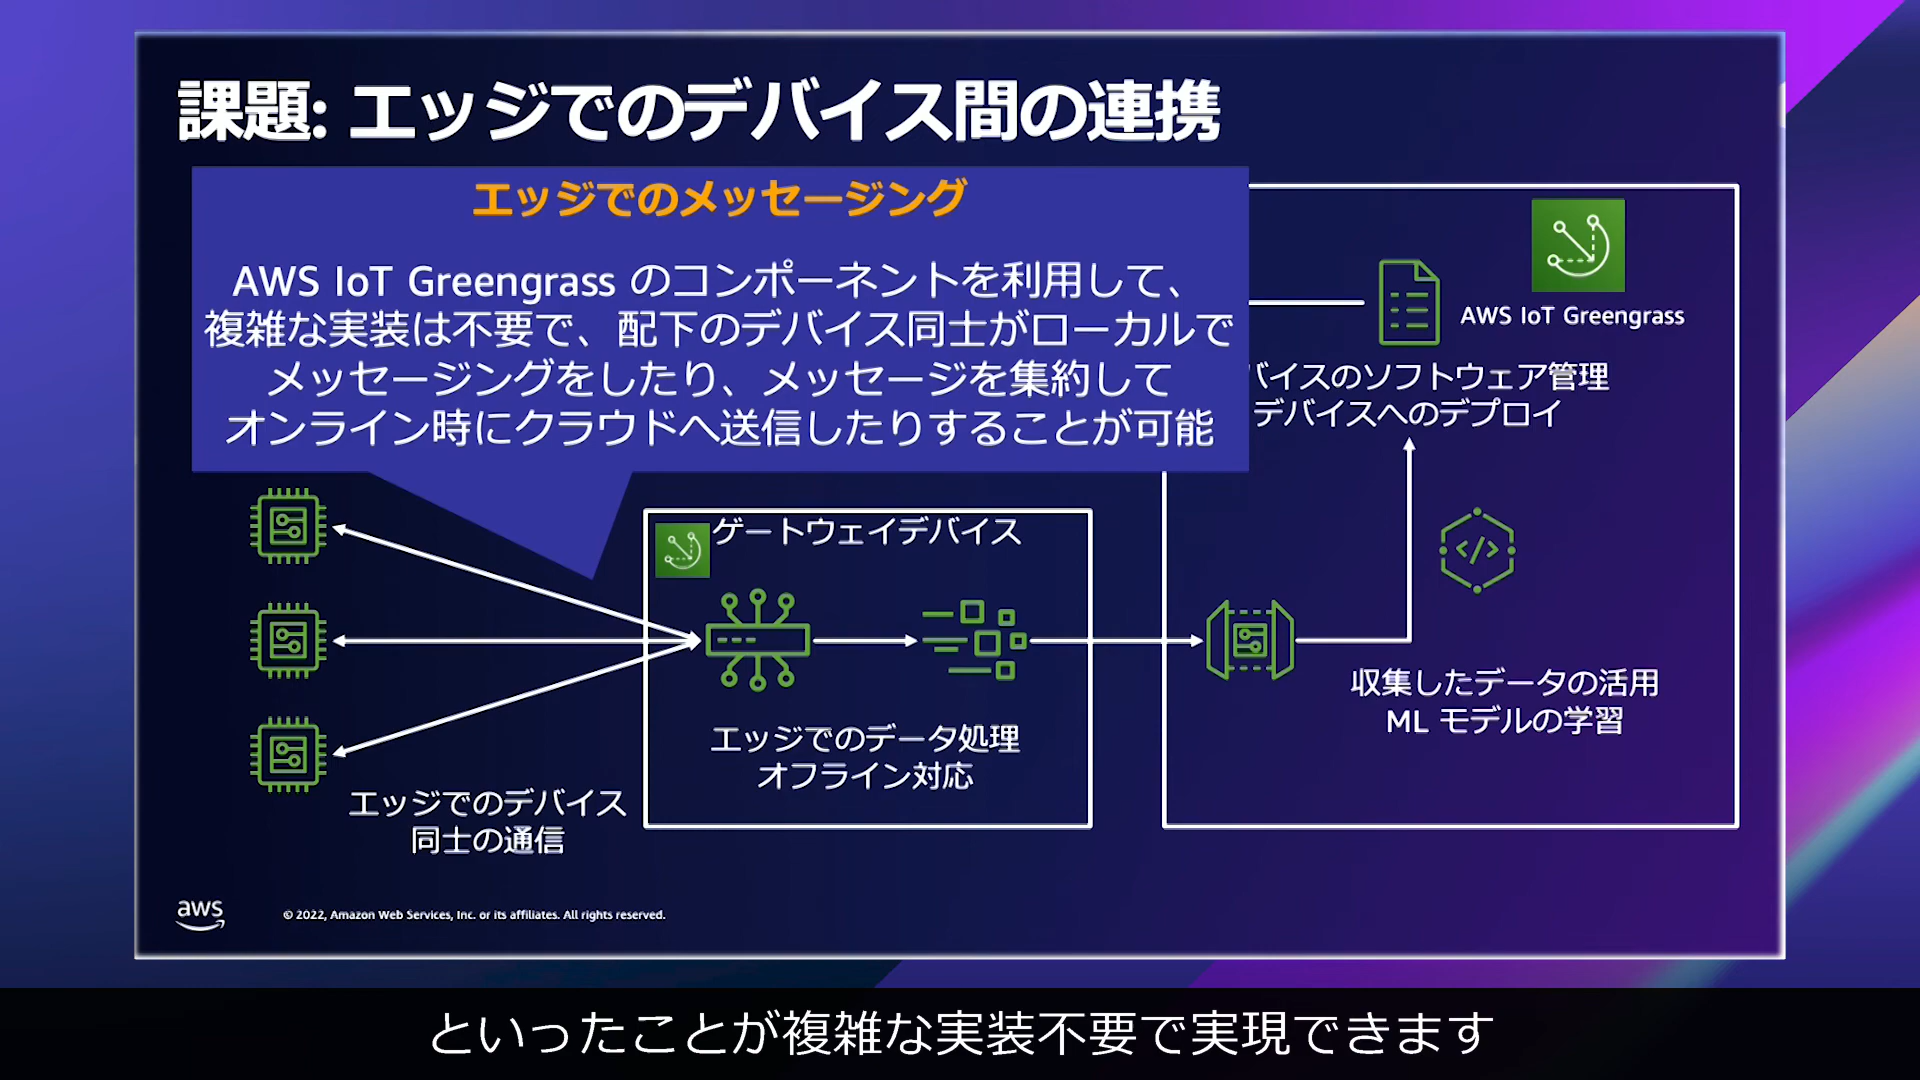 課題: エッジでのデバイス間の連携
エッジでのメッセージング
AWS IoT Greengrass のコンポーネントを利用して、
複雑な実装は不要で、配下のデバイス同士がローカルで
メッセージングをしたり、メッセージを集約して
オンライン時にクラウドへ送信したりすることが可能
AWS IoT Greengrass
バイスのソフトウェア管理
デバイスへのデプロイ
ゲートウェイデバイス
</>
収集したデータの活用
ML モデルの学習
エッジでのデータ処理
オフライン対応
エッジでのデバイス
同士の通信
aws
© 2022, Amazon Web Services, Inc. or its affiliates. All rights reserved.
といったことが複雑な実装不要で実現できます